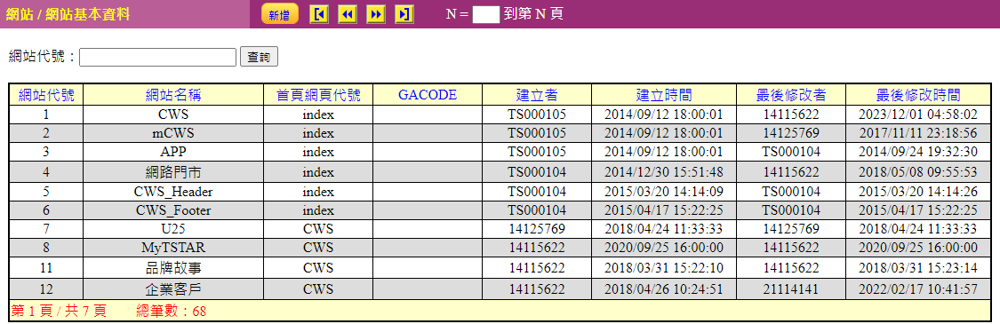 網站 / 網站基本資料 新增 N = 到第 N 頁
網站代號： 查詢
網站代號 網站名稱 首頁網頁代號 GACODE 建立者 建立時間 最後修改者 最後修改時間
1 CWS index TS000105 2014/09/12 18:00:01 14115622 2023/12/01 04:58:02
2 mCWS index TS000105 2014/09/12 18:00:01 14125769 2017/11/11 23:18:56
3 APP index TS000105 2014/09/12 18:00:01 TS000104 2014/09/24 19:32:30
4 網路門市 index TS000104 2014/12/30 15:51:48 14115622 2018/05/08 09:55:53
5 CWS_Header index TS000104 2015/03/20 14:14:09 TS000104 2015/03/20 14:14:26
6 CWS_Footer index TS000104 2015/04/17 15:22:25 TS000104 2015/04/17 15:22:25
7 U25 CWS 14125769 2018/04/24 11:33:33 14125769 2018/04/24 11:33:33
8 MyTSTAR CWS 14115622 2020/09/25 16:00:00 14115622 2020/09/25 16:00:00
11 品牌故事 CWS 14115622 2018/03/31 15:22:10 14115622 2018/03/31 15:23:14
12 企業客戶 CWS 14115622 2018/04/26 10:24:51 21114141 2022/02/17 10:41:57
第 1 頁 / 共 7 頁 總筆數：68